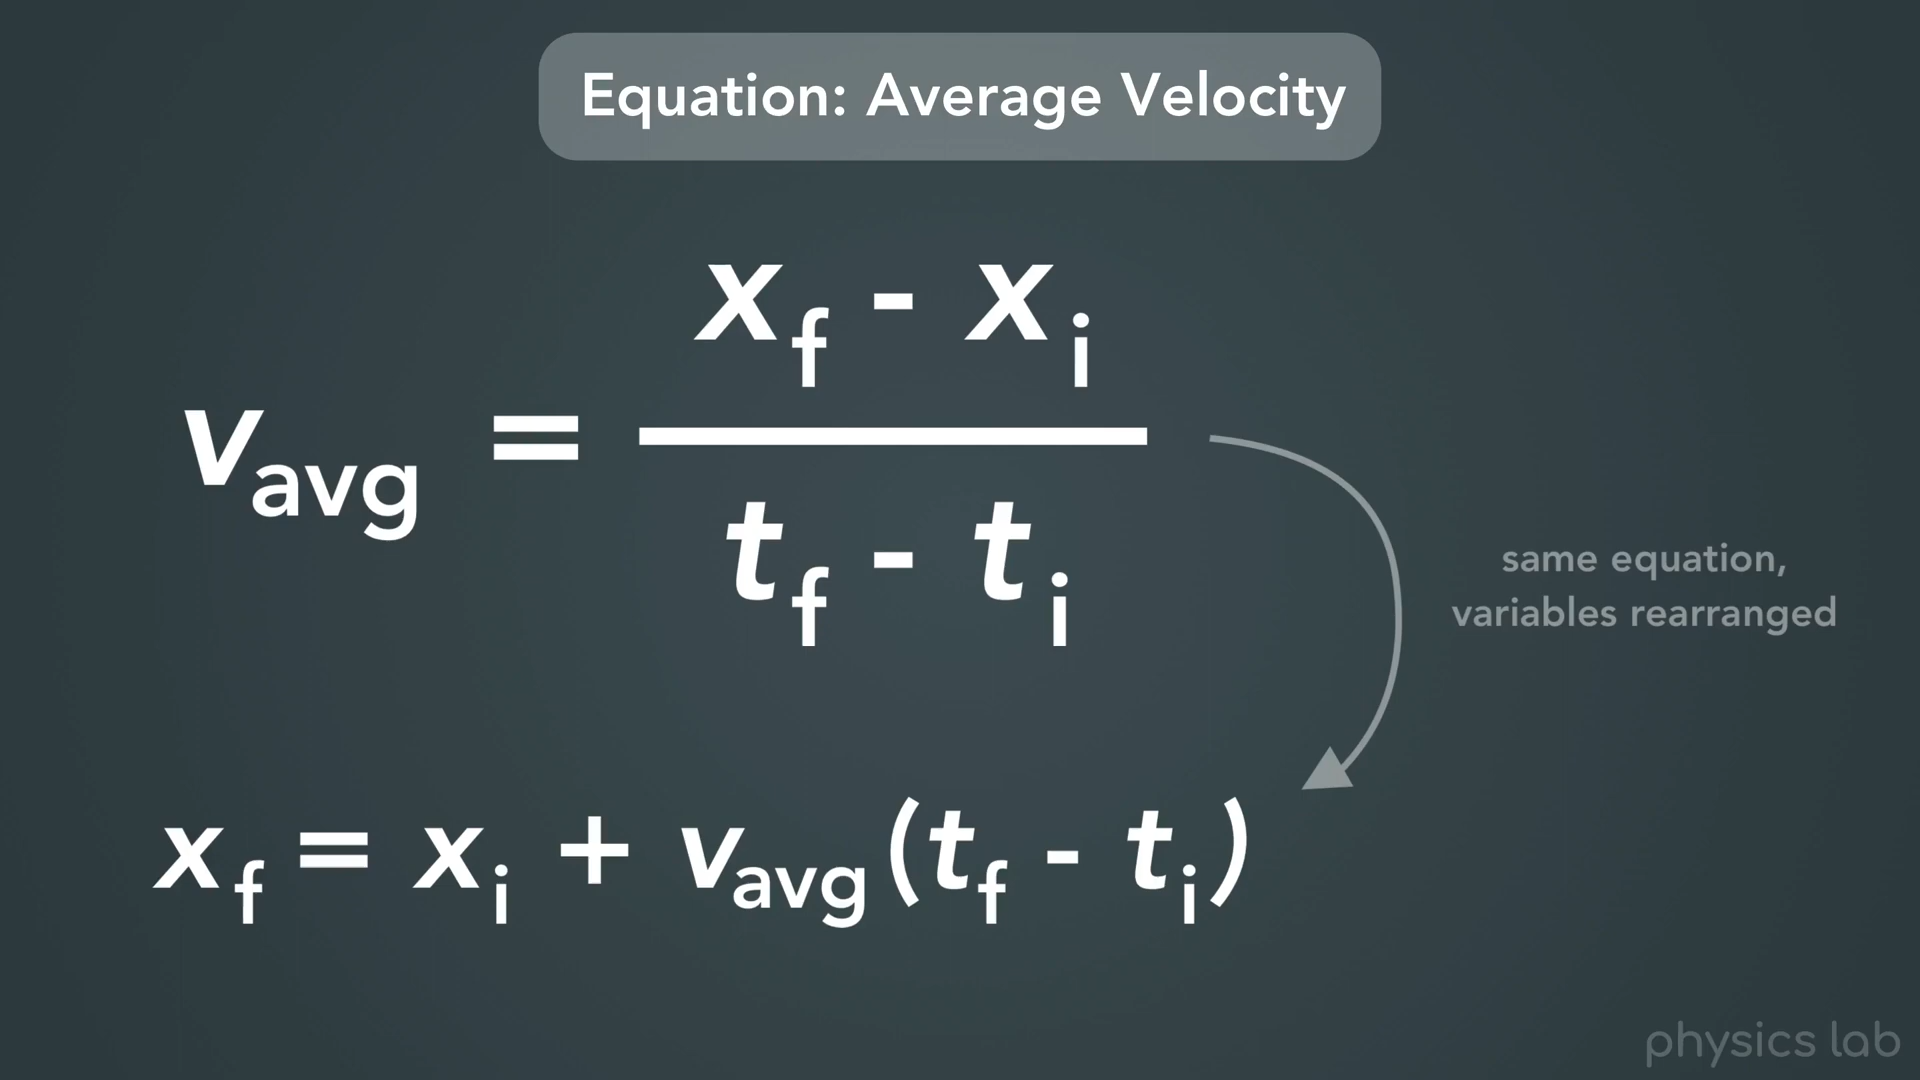 Equation: Average Velocity
v_avg = (x_f - x_i) / (t_f - t_i)
same equation,
variables rearranged
x_f = x_i + v_avg(t_f - t_i)
physics lab